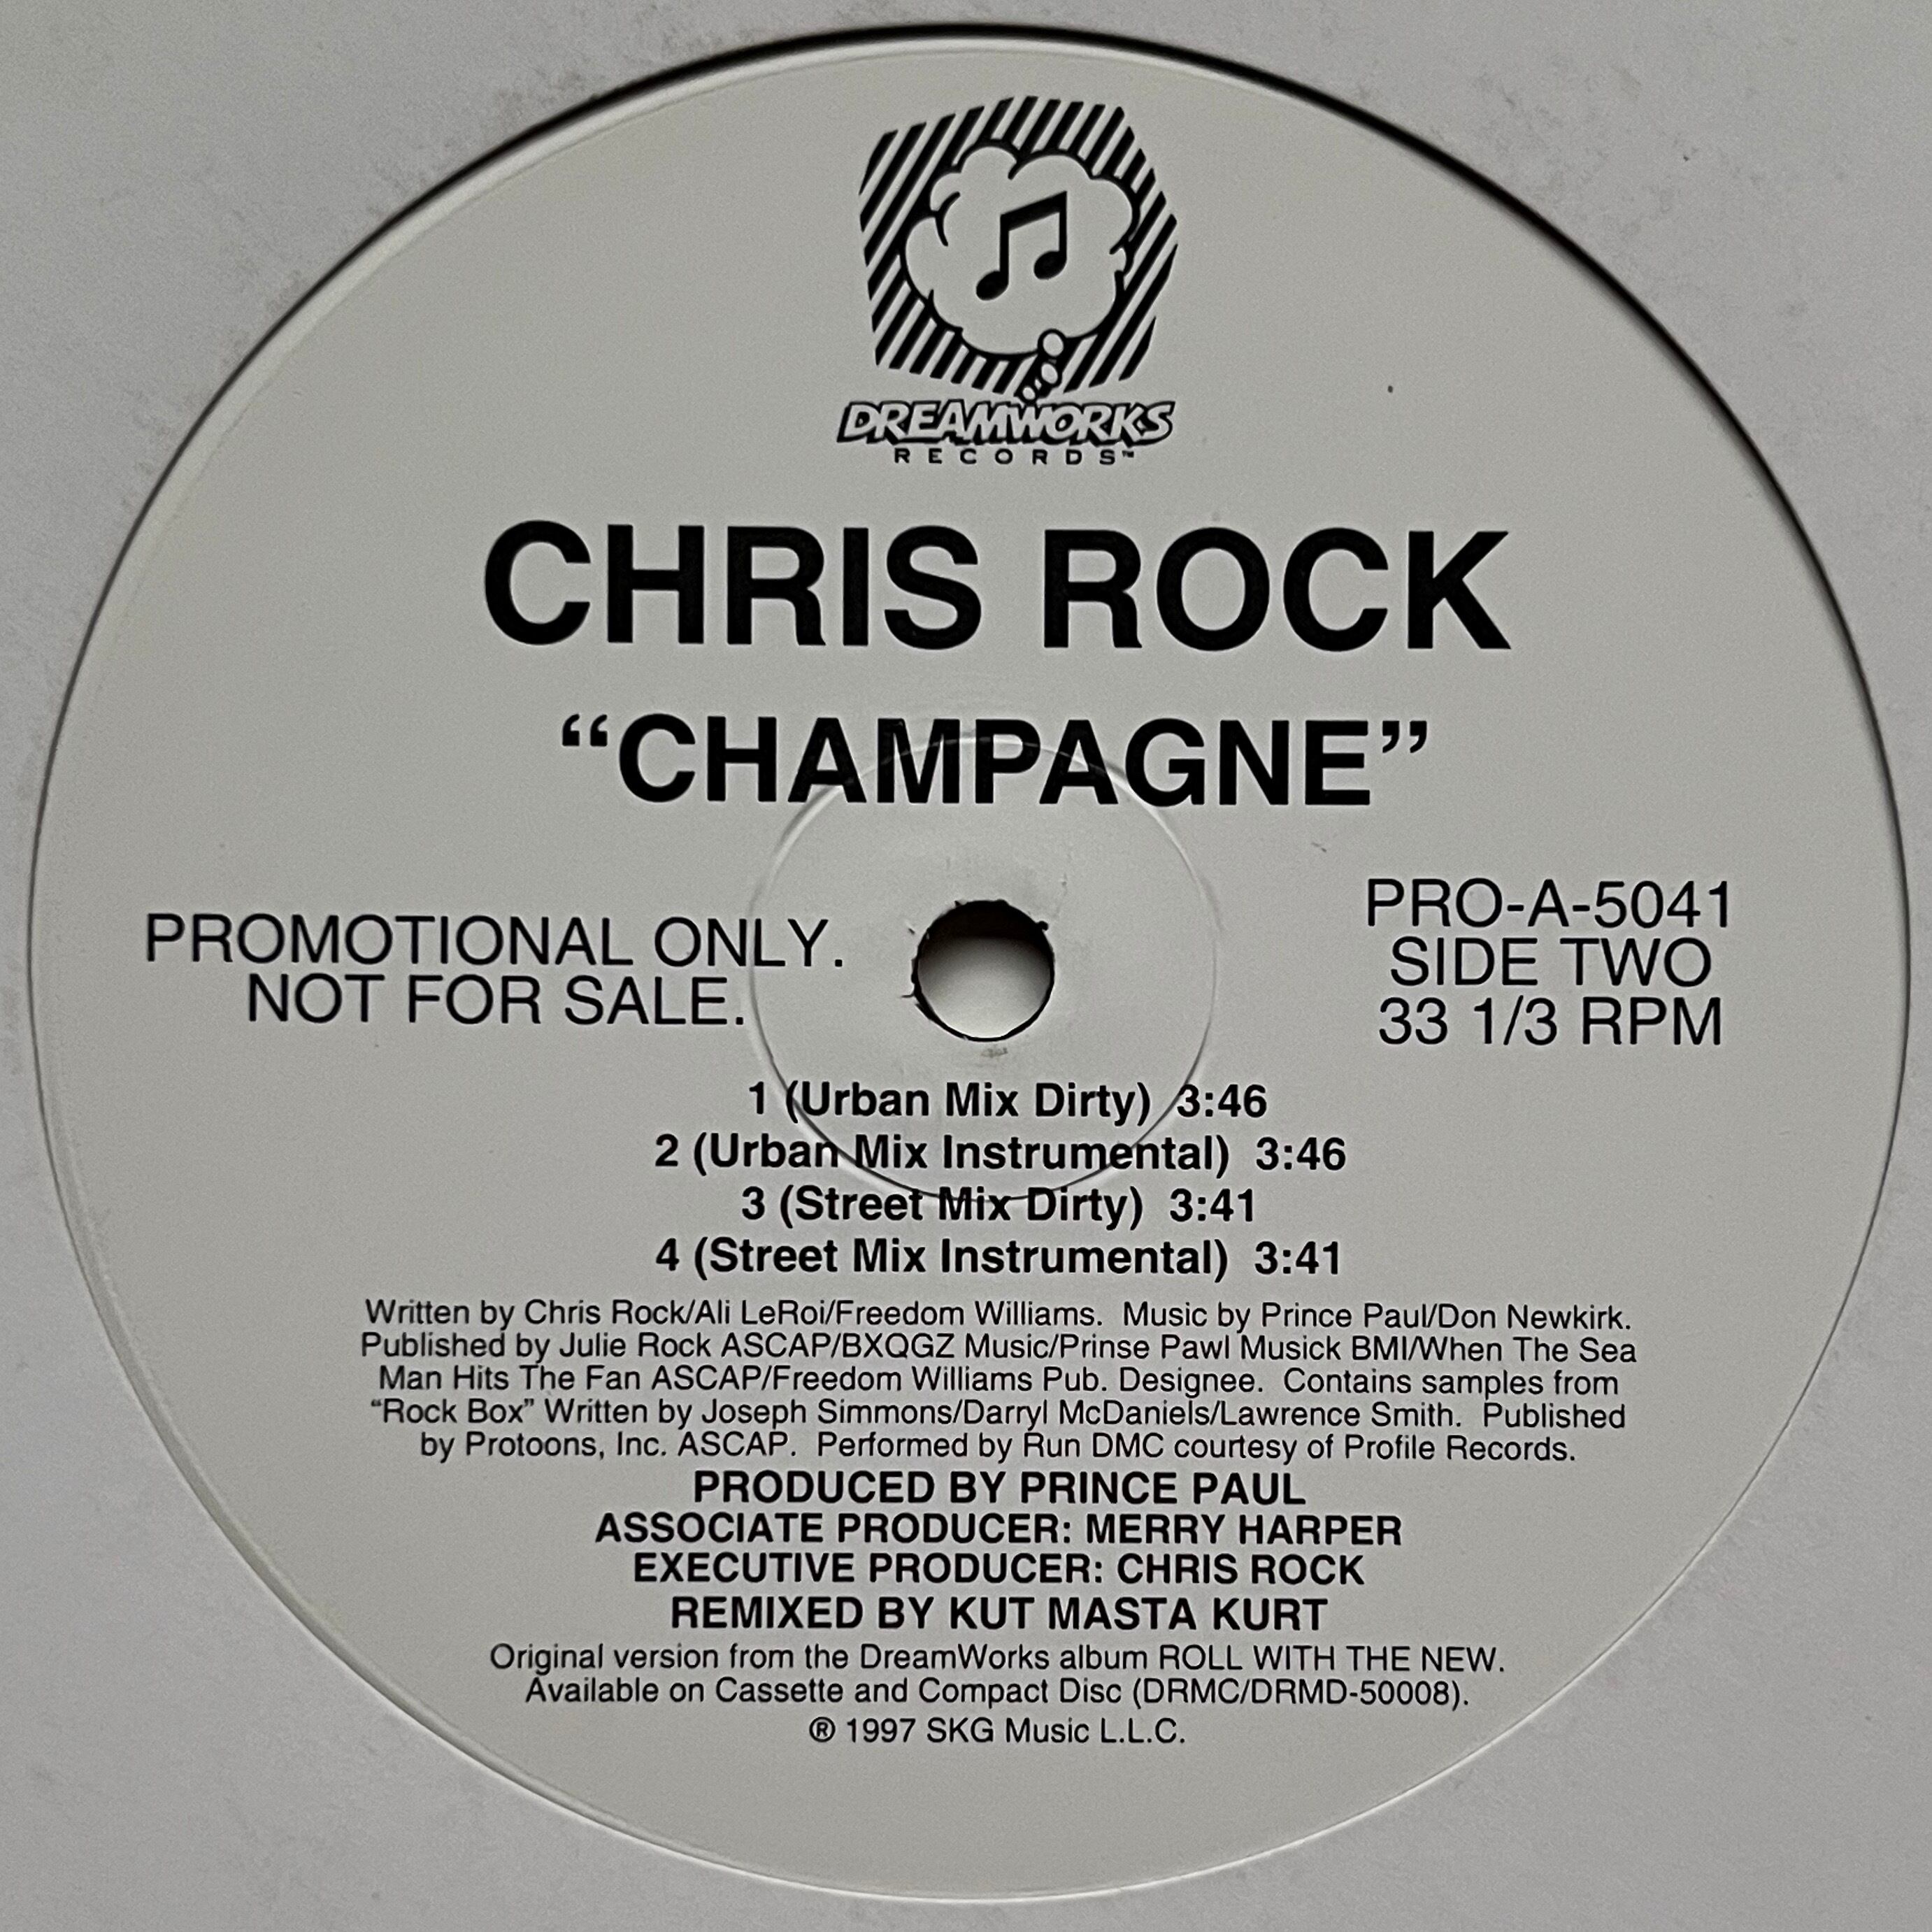 DREAMWORKS
RECORDS™
CHRIS ROCK
“CHAMPAGNE”
PROMOTIONAL ONLY.
NOT FOR SALE.
PRO-A-5041
SIDE TWO
33 1/3 RPM
1 (Urban Mix Dirty) 3:46
2 (Urban Mix Instrumental) 3:46
3 (Street Mix Dirty) 3:41
4 (Street Mix Instrumental) 3:41
Written by Chris Rock/Ali LeRoi/Freedom Williams. Music by Prince Paul/Don Newkirk.
Published by Julie Rock ASCAP/BXQGZ Music/Prinse Pawl Musick BMI/When The Sea
Man Hits The Fan ASCAP/Freedom Williams Pub. Designee. Contains samples from
“Rock Box” Written by Joseph Simmons/Darryl McDaniels/Lawrence Smith. Published
by Protoons, Inc. ASCAP. Performed by Run DMC courtesy of Profile Records.
PRODUCED BY PRINCE PAUL
ASSOCIATE PRODUCER: MERRY HARPER
EXECUTIVE PRODUCER: CHRIS ROCK
REMIXED BY KUT MASTA KURT
Original version from the DreamWorks album ROLL WITH THE NEW.
Available on Cassette and Compact Disc (DRMC/DRMD-50008).
® 1997 SKG Music L.L.C.